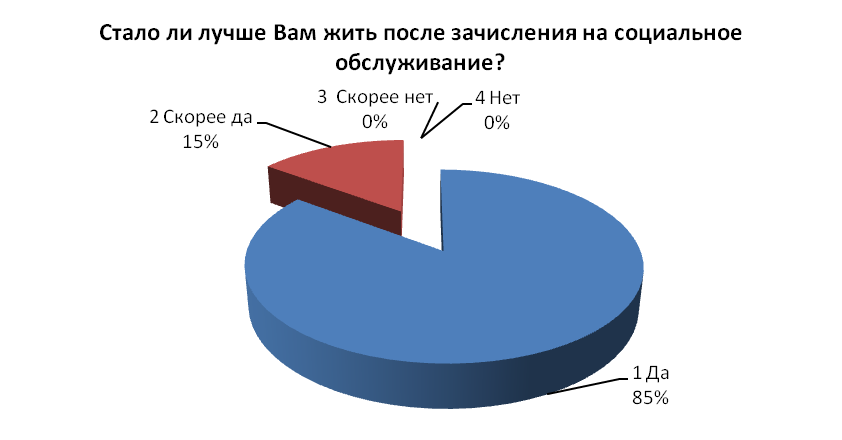 Стало ли лучше Вам жить после зачисления на социальное
обслуживание?
3 Скорее нет
0%
4 Нет
0%
2 Скорее да
15%
1 Да
85%